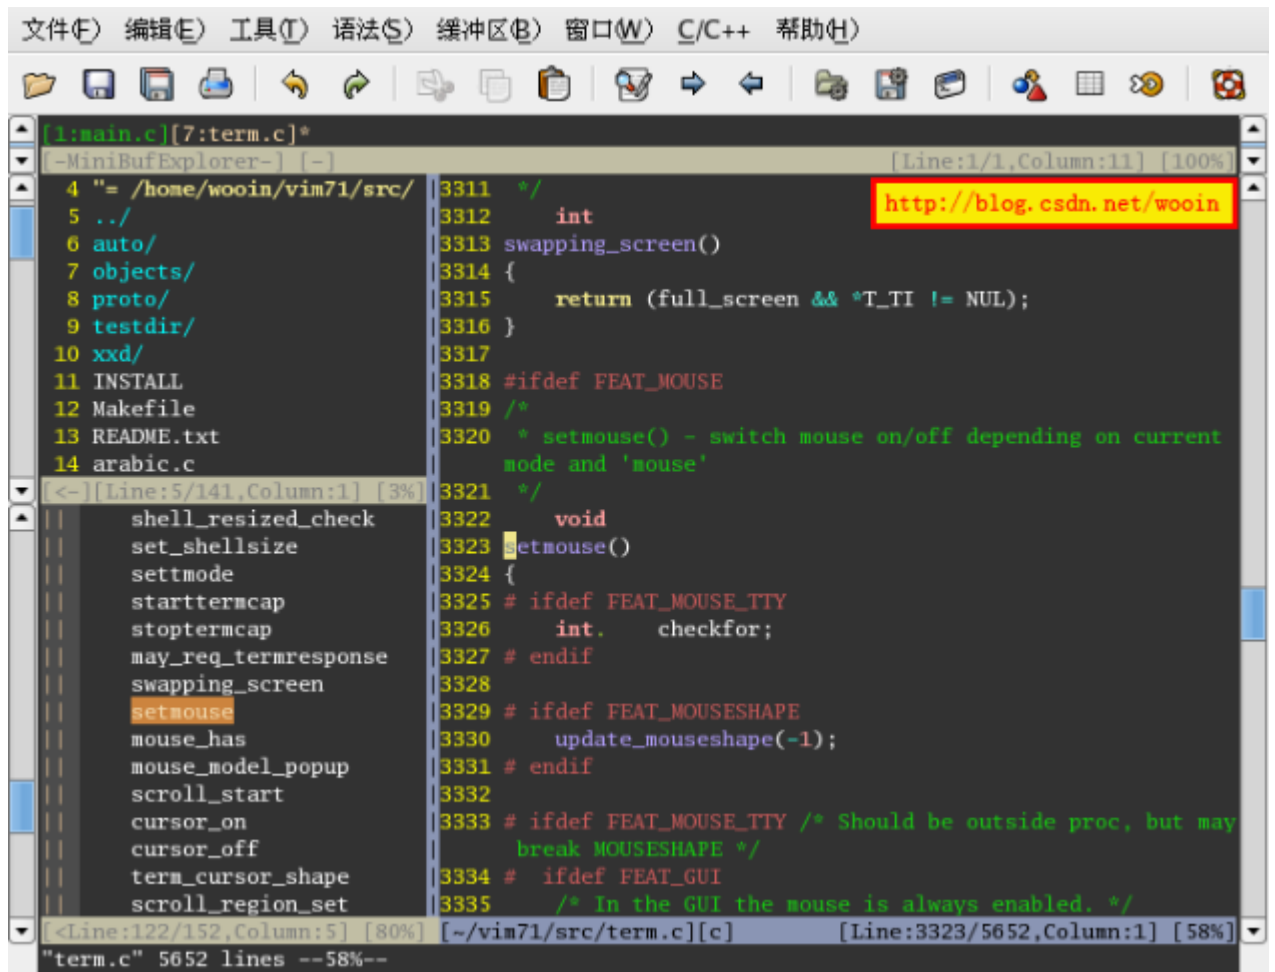 文件(F) 编辑(E) 工具(T) 语法(S) 缓冲区(B) 窗口(W) C/C++ 帮助(H)
[1:main.c][7:term.c]*
[-MiniBufExplorer-] [-] [Line:1/1,Column:11] [100%]
4 "= /home/wooin/vim71/src/
5 ../
6 auto/
7 objects/
8 proto/
9 testdir/
10 xxd/
11 INSTALL
12 Makefile
13 README.txt
14 arabic.c
[<-][Line:5/141,Column:1] [3%]
|| shell_resized_check
|| set_shellsize
|| settmode
|| starttermcap
|| stoptermcap
|| may_req_termresponse
|| swapping_screen
|| setmouse
|| mouse_has
|| mouse_model_popup
|| scroll_start
|| cursor_on
|| cursor_off
|| term_cursor_shape
|| scroll_region_set
[<Line:122/152,Column:5] [80%]
http://blog.csdn.net/wooin
3311 */
3312 int
3313 swapping_screen()
3314 {
3315 return (full_screen && *T_TI != NUL);
3316 }
3317
3318 #ifdef FEAT_MOUSE
3319 /*
3320 * setmouse() - switch mouse on/off depending on current
mode and 'mouse'
3321 */
3322 void
3323 setmouse()
3324 {
3325 # ifdef FEAT_MOUSE_TTY
3326 int. checkfor;
3327 # endif
3328
3329 # ifdef FEAT_MOUSESHAPE
3330 update_mouseshape(-1);
3331 # endif
3332
3333 # ifdef FEAT_MOUSE_TTY /* Should be outside proc, but may
break MOUSESHAPE */
3334 # ifdef FEAT_GUI
3335 /* In the GUI the mouse is always enabled. */
[~/vim71/src/term.c][c] [Line:3323/5652,Column:1] [58%]
"term.c" 5652 lines --58%--